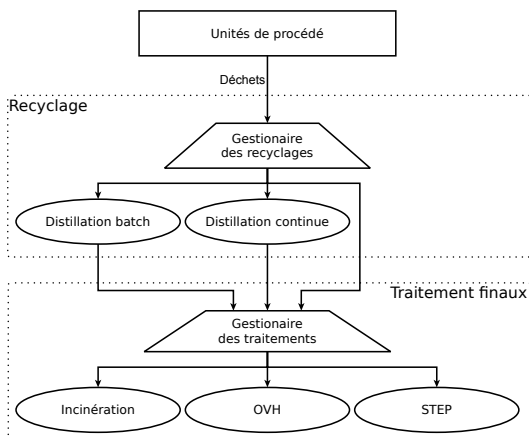 Unités de procédé
Déchets
Recyclage
Gestionaire
des recyclages
Distillation batch
Distillation continue
Traitement finaux
Gestionaire
des traitements
Incinération
OVH
STEP